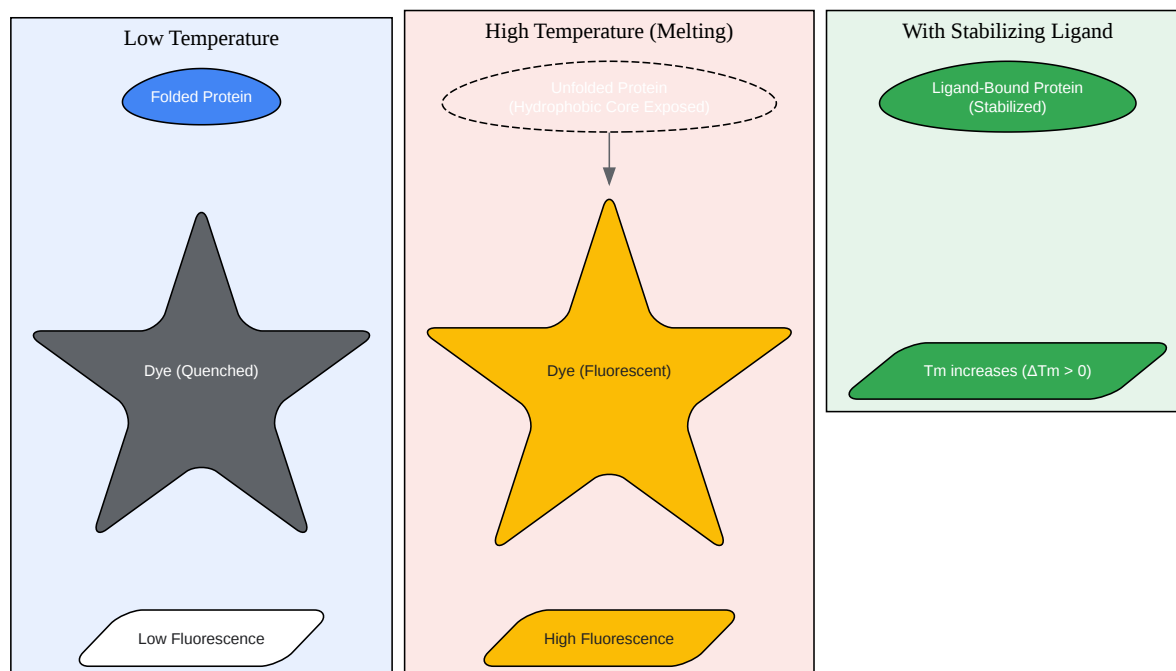 Low Temperature
Folded Protein
Dye (Quenched)
Low Fluorescence
High Temperature (Melting)
Unfolded Protein
(Hydrophobic Core Exposed)
Dye (Fluorescent)
High Fluorescence
With Stabilizing Ligand
Ligand-Bound Protein
(Stabilized)
Tm increases (ΔTm > 0)